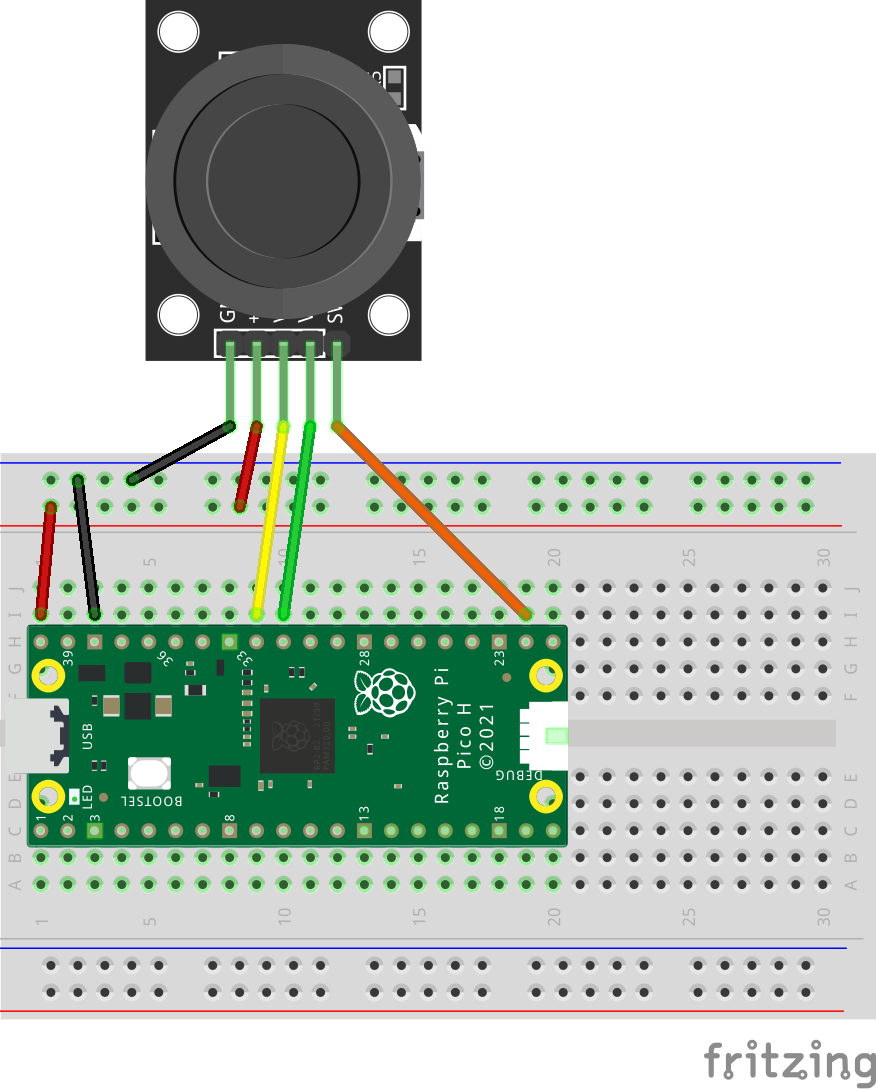 5
10
15
20
25
30
J
J
I
I
H
H
G
G
F
F
39
36
33
28
23
USB
LED
BOOTSEL
Raspberry Pi
Pico H
©2021
DEBUG
E
E
D
D
C
C
B
B
A
A
1
2
3
8
13
18
1
5
10
15
20
25
30
fritzing